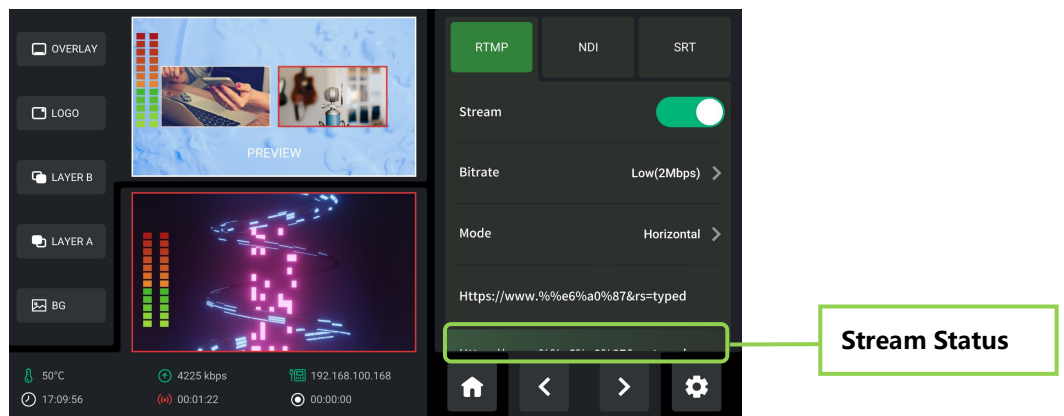 OVERLAY
LOGO
LAYER B
LAYER A
BG
PREVIEW
50°C
4225 kbps
192.168.100.168
17:09:56
00:01:22
00:00:00
RTMP
NDI
SRT
Stream
Bitrate
Low(2Mbps)
Mode
Horizontal
Https://www.%%e6%a0%87&rs=typed
Stream Status